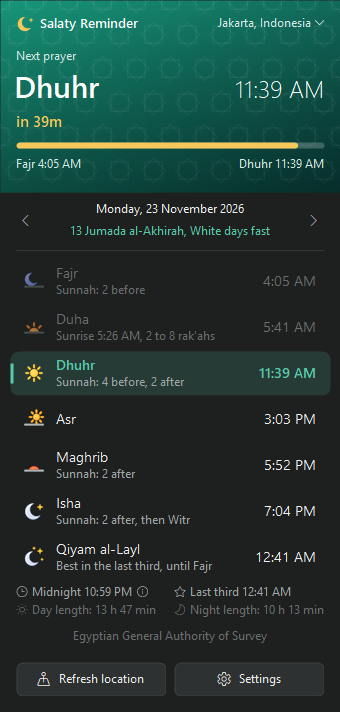 Salaty Reminder
Jakarta, Indonesia
Next prayer
Dhuhr
11:39 AM
in 39m
Fajr 4:05 AM
Dhuhr 11:39 AM
Monday, 23 November 2026
13 Jumada al-Akhirah, White days fast
Fajr
4:05 AM
Sunnah: 2 before
Duha
5:41 AM
Sunrise 5:26 AM, 2 to 8 rak'ahs
Dhuhr
11:39 AM
Sunnah: 4 before, 2 after
Asr
3:03 PM
Maghrib
5:52 PM
Sunnah: 2 after
Isha
7:04 PM
Sunnah: 2 after, then Witr
Qiyam al-Layl
12:41 AM
Best in the last third, until Fajr
Midnight 10:59 PM
Last third 12:41 AM
Day length: 13 h 47 min
Night length: 10 h 13 min
Egyptian General Authority of Survey
Refresh location
Settings